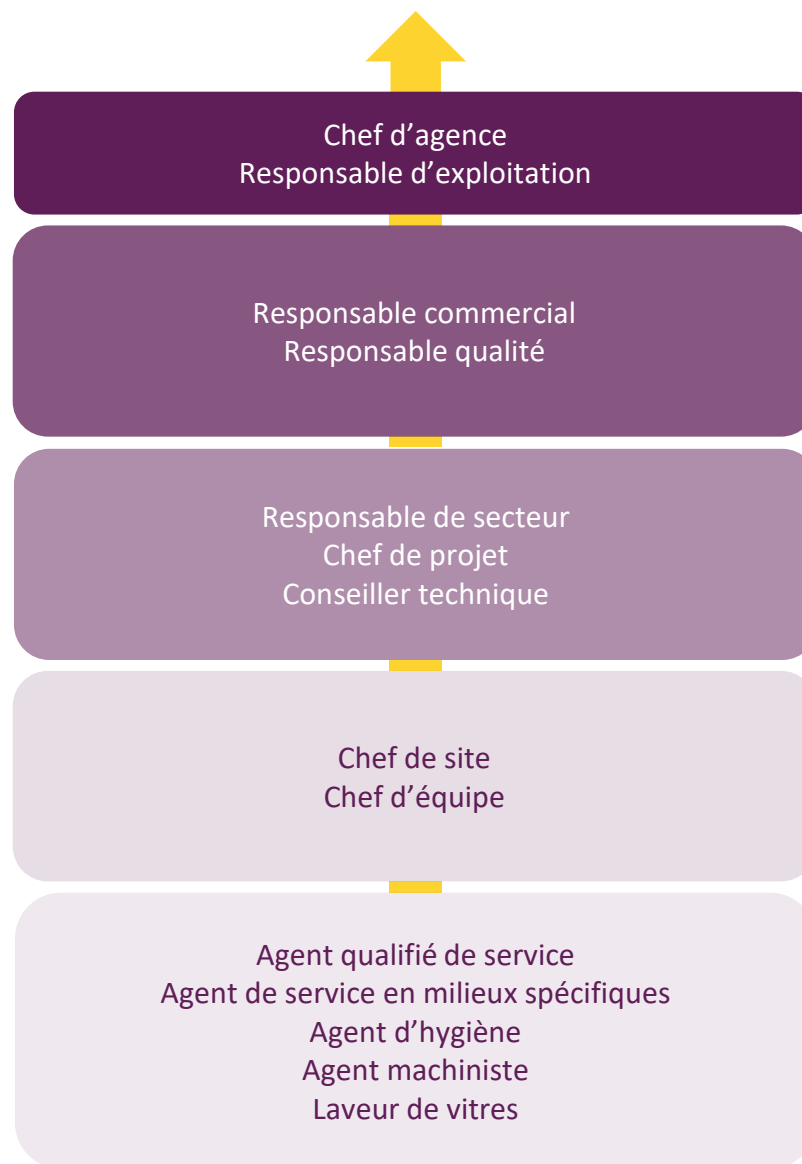 Chef d’agence
Responsable d’exploitation
Responsable commercial
Responsable qualité
Responsable de secteur
Chef de projet
Conseiller technique
Chef de site
Chef d’équipe
Agent qualifié de service
Agent de service en milieux spécifiques
Agent d’hygiène
Agent machiniste
Laveur de vitres